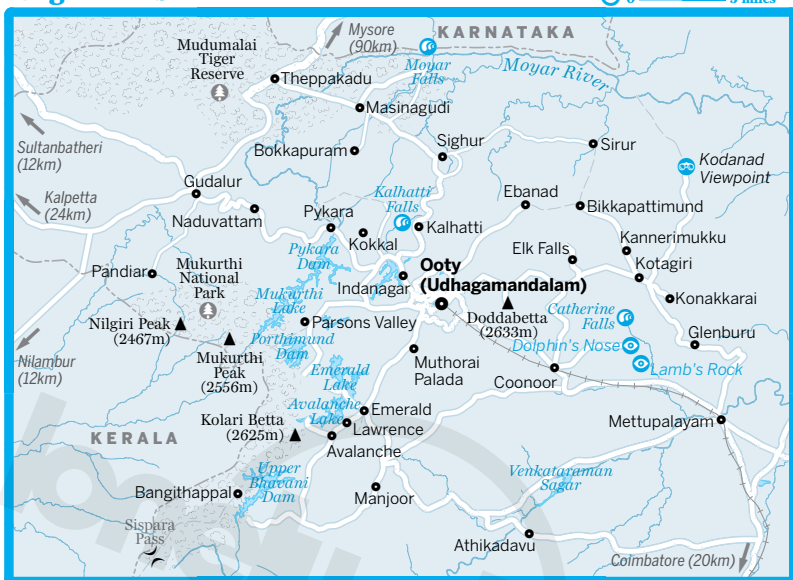 5 miles
Mysore
(90km)
KARNATAKA
Mudumalai
Tiger
Reserve
Moyar
Falls
Moyar River
Theppakadu
Masinagudi
Sultanbatheri
(12km)
Bokkapuram
Sighur
Sirur
Kodanad
Viewpoint
Kalpetta
(24km)
Gudalur
Naduvattam
Kalhatti
Falls
Ebanad
Bikkapattimund
Pykara
Kokkal
Kalhatti
Pykara
Dam
Elk Falls
Kannerimukku
Kotagiri
Pandiar
Mukurthi
National
Park
Indanagar
Ooty
(Udhagamandalam)
Konakkarai
Mukurthi
Lake
Doddabetta
(2633m)
Catherine
Falls
Nilgiri Peak
(2467m)
Parsons Valley
Porthimund
Dam
Glenburu
Dolphin's Nose
Lamb's Rock
Nilambur
(12km)
Mukurthi
Peak
(2556m)
Muthorai
Palada
Coonoor
Emerald
Lake
Avalanche
Lake
Emerald
Lawrence
Kolari Betta
(2625m)
Avalanche
Mettupalayam
KERALA
Upper
Bhavani
Dam
Venkataraman
Sagar
Bangithappal
Manjoor
Sispara
Pass
Athikadavu
Coimbatore (20km)